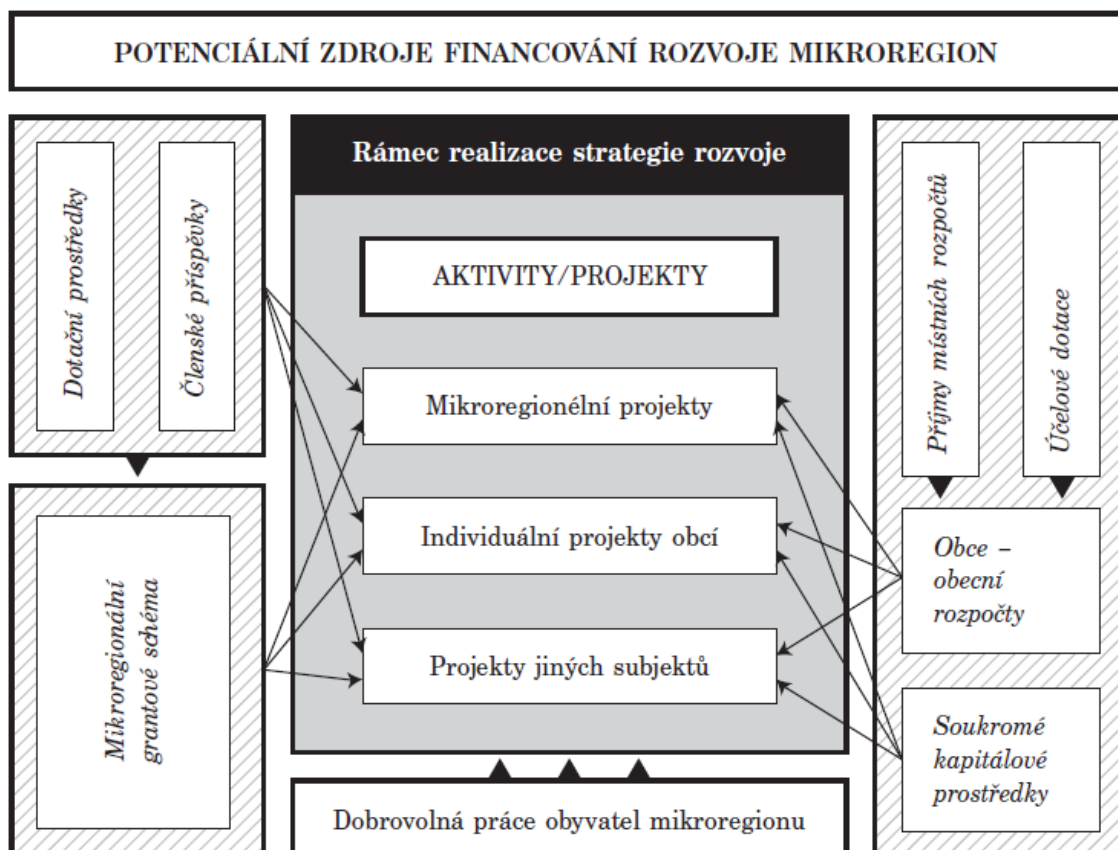 POTENCIÁLNÍ ZDROJE FINANCOVÁNÍ ROZVOJE MIKROREGION
Dotační prostředky
Členské příspěvky
Mikroregionální
grantové schéma
Rámec realizace strategie rozvoje
AKTIVITY/PROJEKTY
Mikroregionélní projekty
Individuální projekty obcí
Projekty jiných subjektů
Dobrovolná práce obyvatel mikroregionu
Příjmy místních rozpočtů
Účelové dotace
Obce –
obecní
rozpočty
Soukromé
kapitálové
prostředky